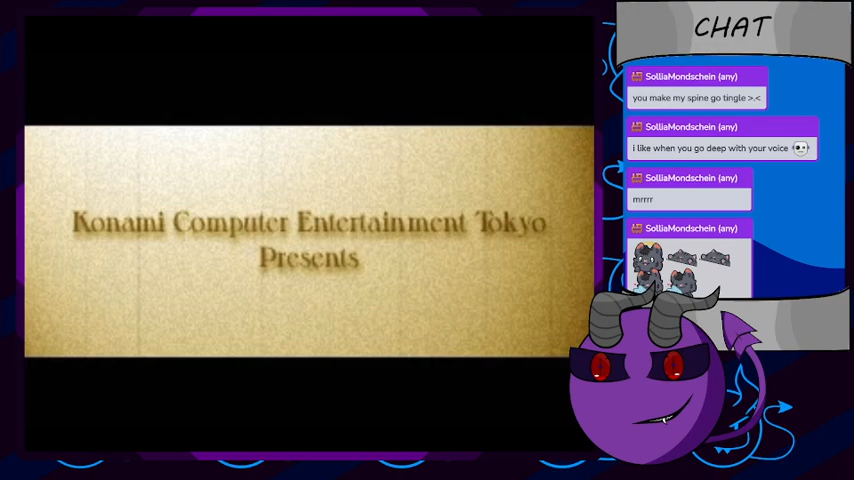 CHAT
SolliaMondschein (any)
you make my spine go tingle >.<
SolliaMondschein (any)
i like when you go deep with your voice
SolliaMondschein (any)
mrrrr
SolliaMondschein (any)
Konami Computer Entertainment Tokyo
Presents